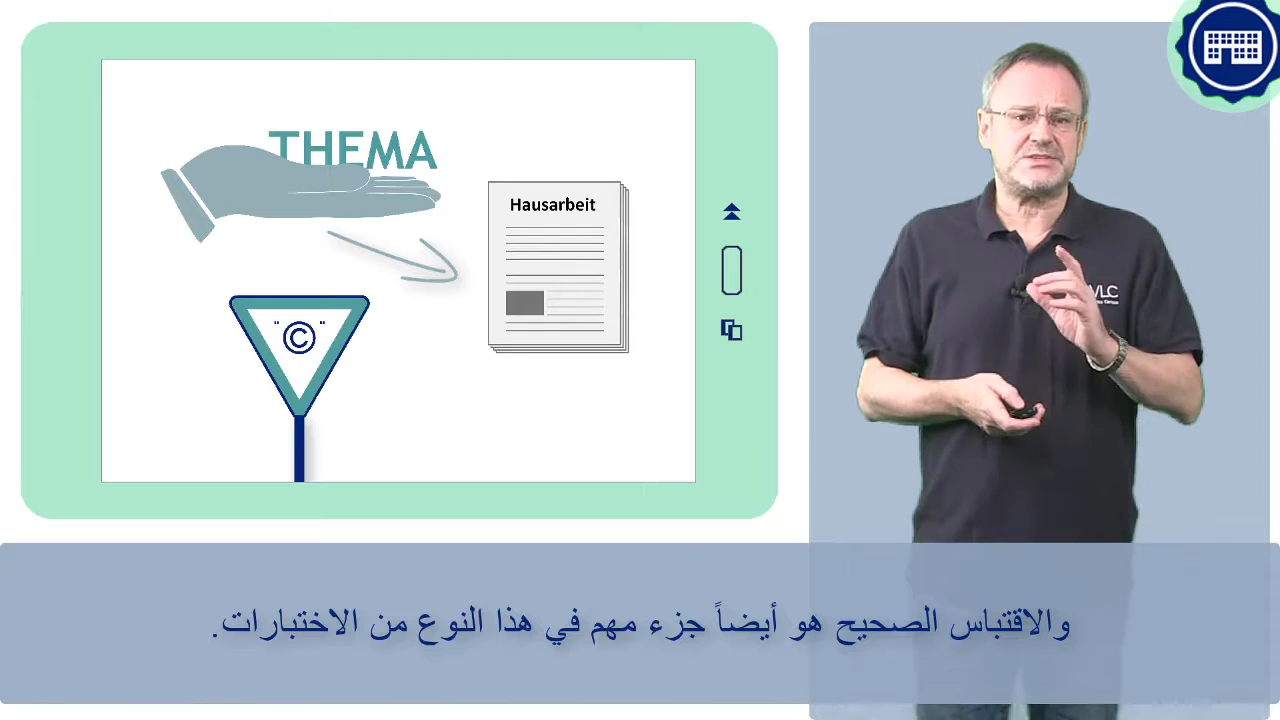 THEMA
Hausarbeit
"©"
VLC
والاقتباس الصحيح هو أيضاً جزء مهم في هذا النوع من الاختبارات.